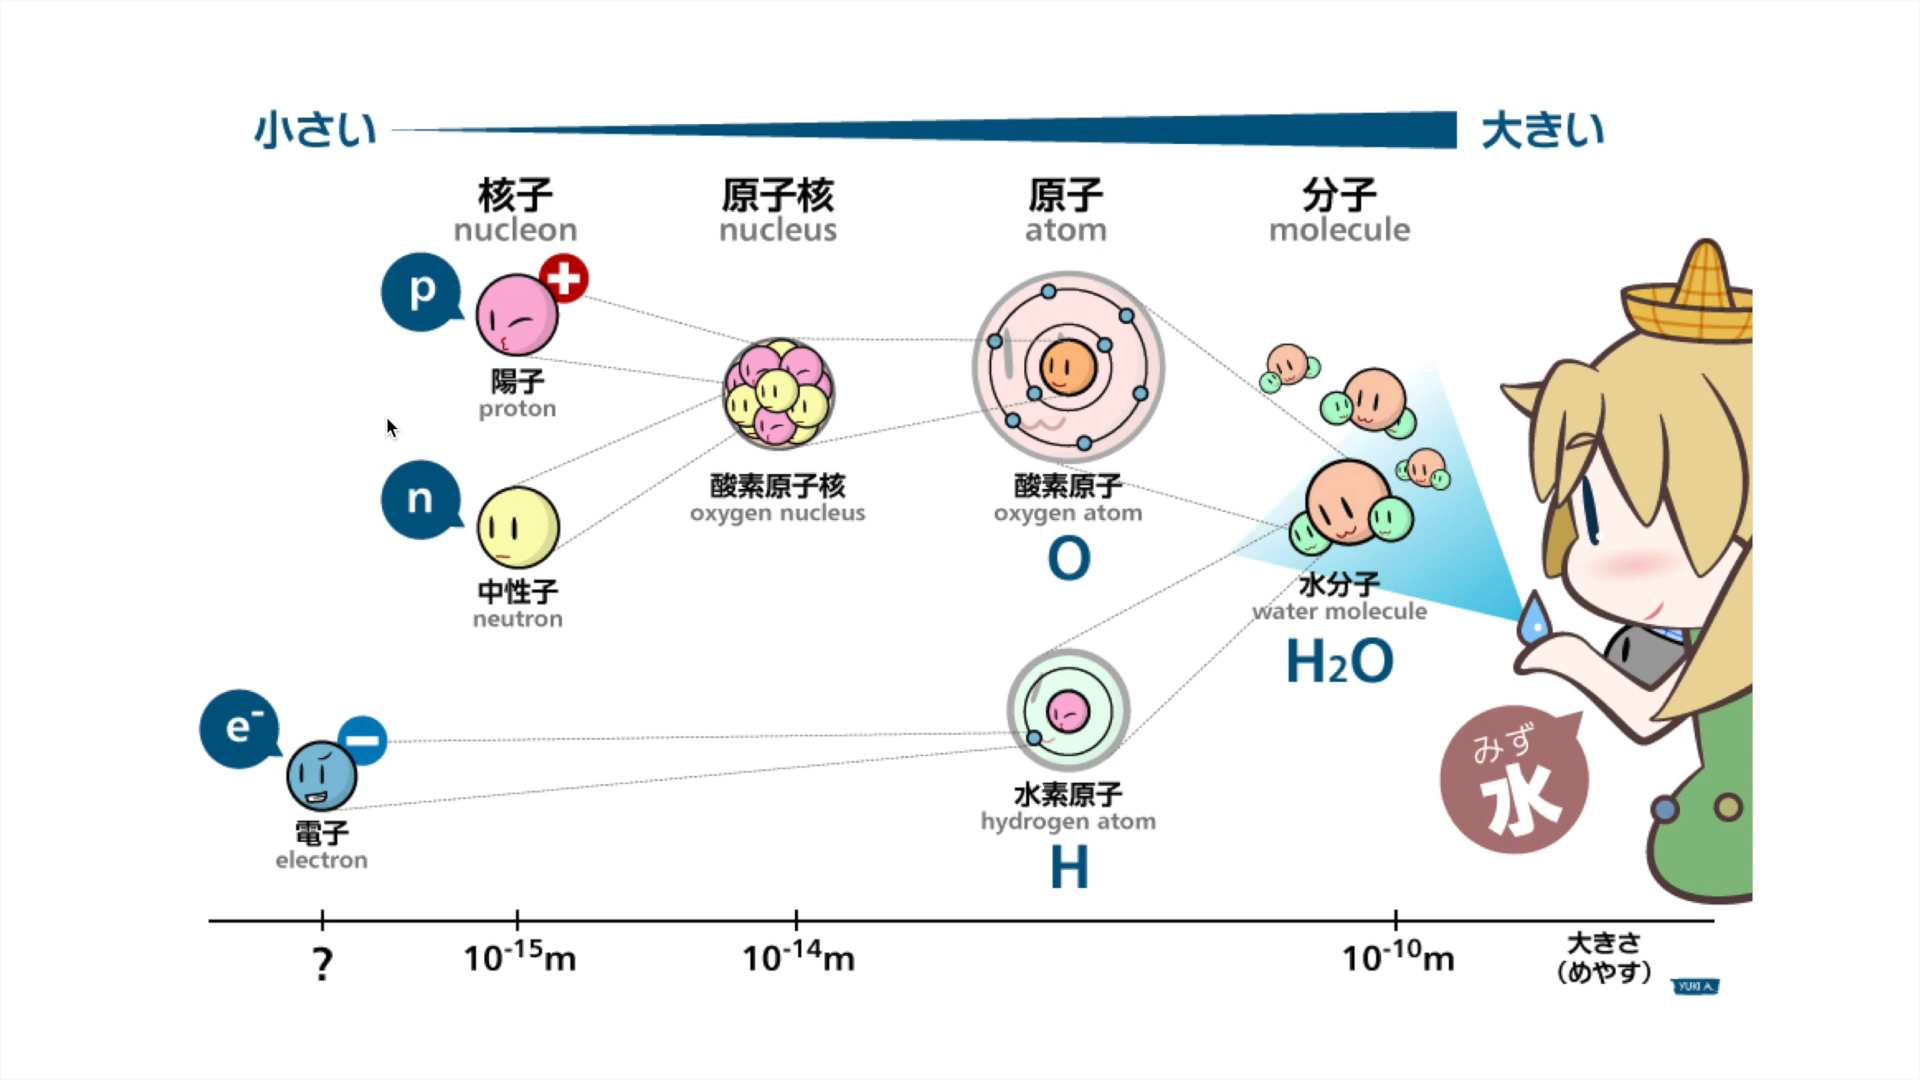 小さい
大きい
核子
nucleon
原子核
nucleus
原子
atom
分子
molecule
p
陽子
proton
n
中性子
neutron
酸素原子核
oxygen nucleus
酸素原子
oxygen atom
O
水分子
water molecule
H2O
e-
電子
electron
水素原子
hydrogen atom
H
みず
水
?
10-15m
10-14m
10-10m
大きさ
（めやす）
YUKI A.